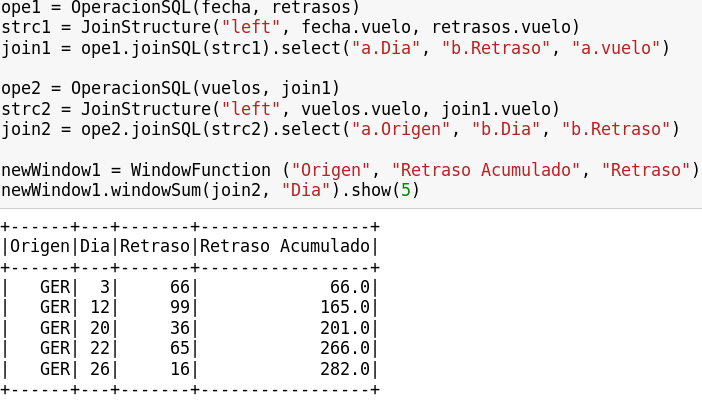 ope1 = OperacionSQL(fecha, retrasos)
strc1 = JoinStructure("left", fecha.vuelo, retrasos.vuelo)
join1 = ope1.joinSQL(strc1).select("a.Dia", "b.Retraso", "a.vuelo")

ope2 = OperacionSQL(vuelos, join1)
strc2 = JoinStructure("left", vuelos.vuelo, join1.vuelo)
join2 = ope2.joinSQL(strc2).select("a.Origen", "b.Dia", "b.Retraso")

newWindow1 = WindowFunction ("Origen", "Retraso Acumulado", "Retraso")
newWindow1.windowSum(join2, "Dia").show(5)
+------+---+-------+-----------------+
|Origen|Dia|Retraso|Retraso Acumulado|
+------+---+-------+-----------------+
|   GER|  3|     66|             66.0|
|   GER| 12|     99|            165.0|
|   GER| 20|     36|            201.0|
|   GER| 22|     65|            266.0|
|   GER| 26|     16|            282.0|
+------+---+-------+-----------------+